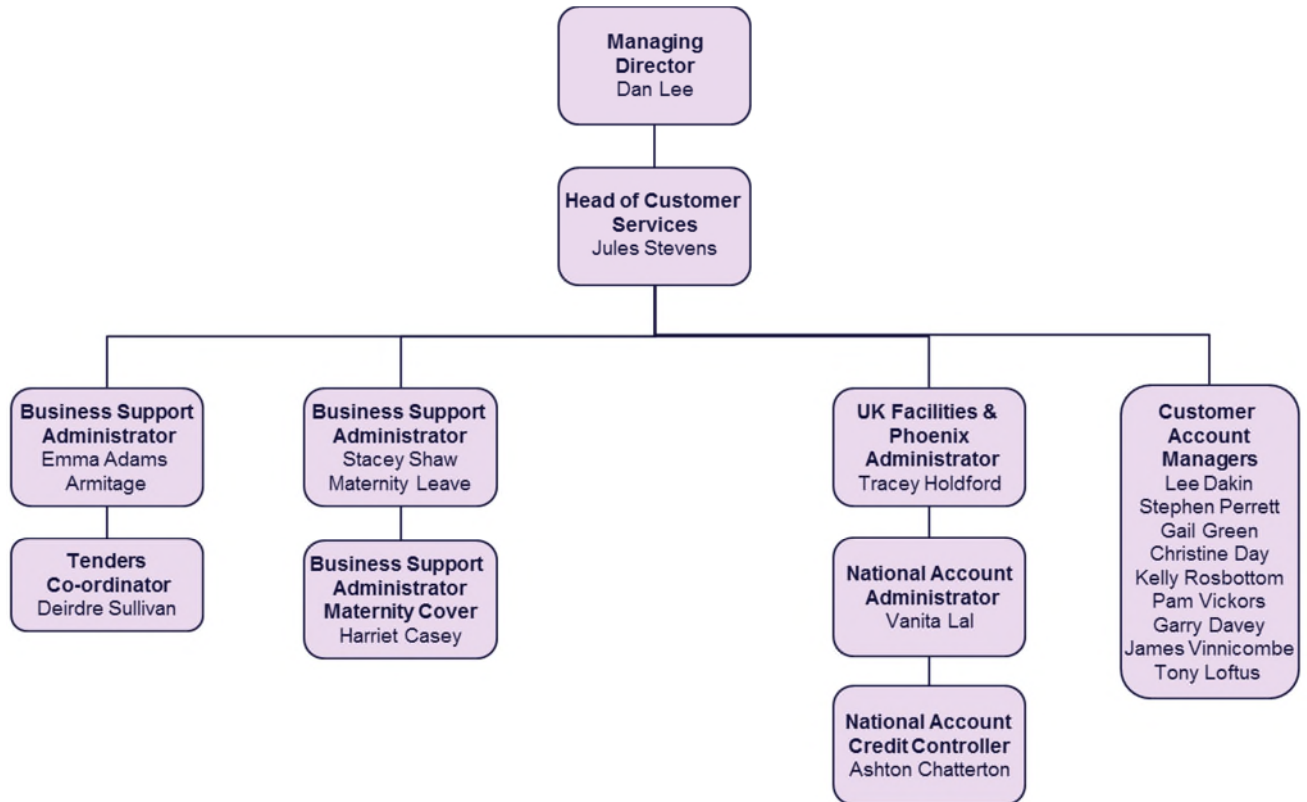 Managing
Director
Dan Lee
Head of Customer
Services
Jules Stevens
Business Support
Administrator
Emma Adams
Armitage
Tenders
Co-ordinator
Deirdre Sullivan
Business Support
Administrator
Stacey Shaw
Maternity Leave
Business Support
Administrator
Maternity Cover
Harriet Casey
UK Facilities &
Phoenix
Administrator
Tracey Holdford
National Account
Administrator
Vanita Lal
National Account
Credit Controller
Ashton Chatterton
Customer
Account
Managers
Lee Dakin
Stephen Perrett
Gail Green
Christine Day
Kelly Rosbottom
Pam Vickors
Garry Davey
James Vinnicombe
Tony Loftus